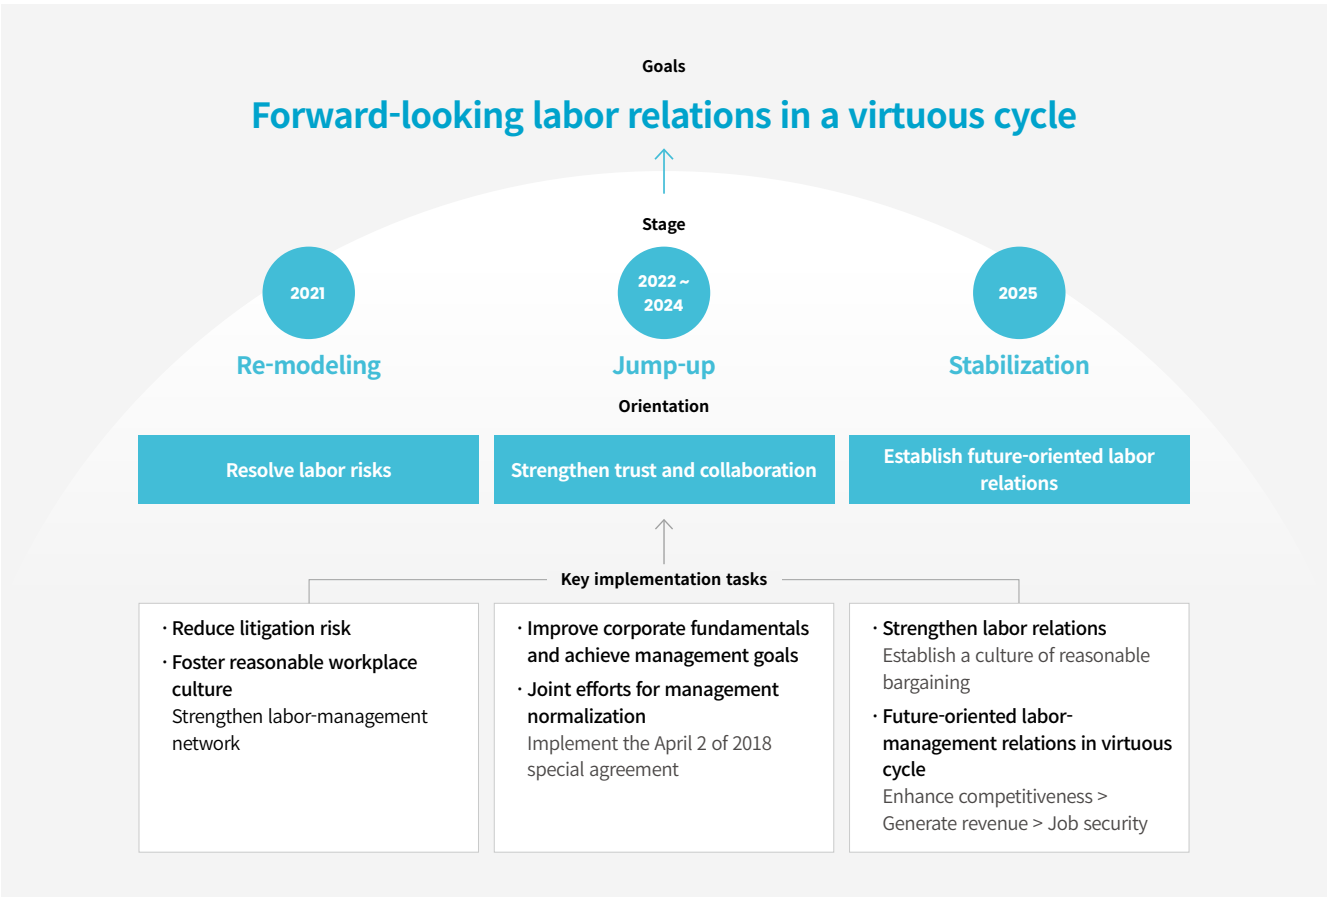 Goals
Forward-looking labor relations in a virtuous cycle
Stage
2021
2022 ~
2024
2025
Re-modeling
Jump-up
Stabilization
Orientation
Resolve labor risks
Strengthen trust and collaboration
Establish future-oriented labor
relations
Key implementation tasks
· Reduce litigation risk
· Foster reasonable workplace
culture
Strengthen labor-management
network
· Improve corporate fundamentals
and achieve management goals
· Joint efforts for management
normalization
Implement the April 2 of 2018
special agreement
· Strengthen labor relations
Establish a culture of reasonable
bargaining
· Future-oriented labor-
management relations in virtuous
cycle
Enhance competitiveness >
Generate revenue > Job security